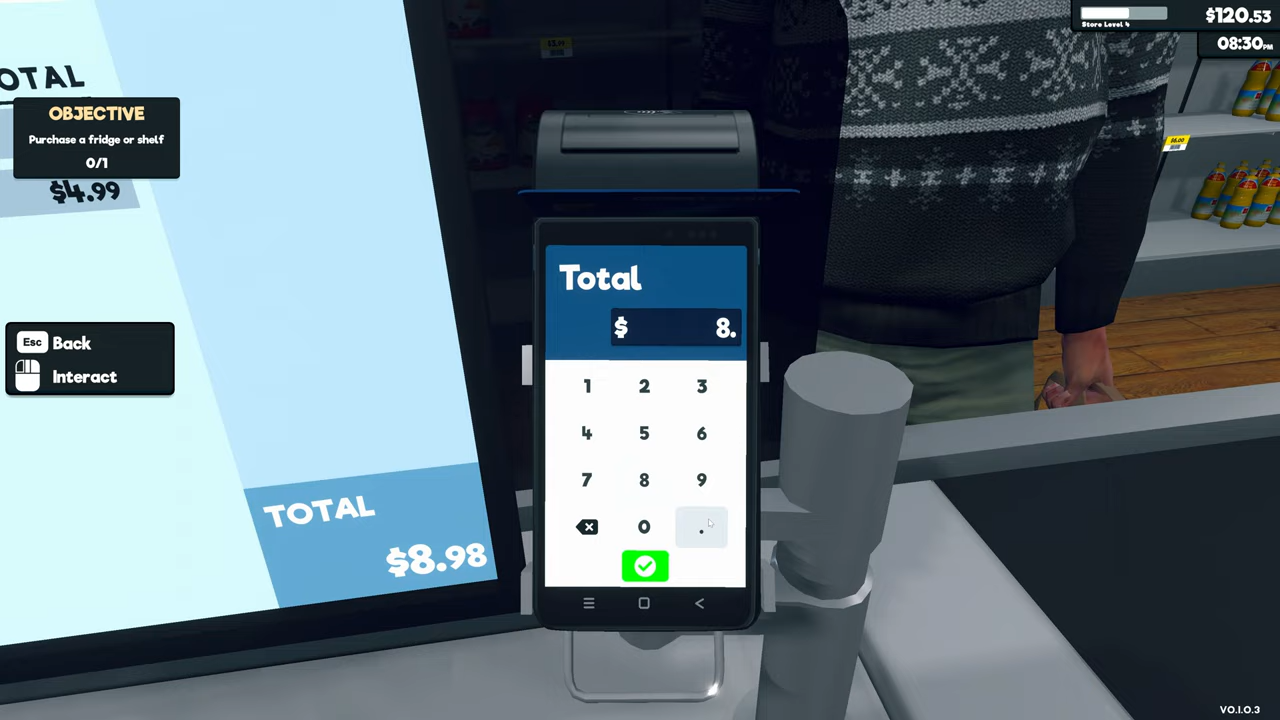 $120.53
Store Level 4
08:30PM
OTAL
OBJECTIVE
Purchase a fridge or shelf
0/1
$4.99
Esc Back
Interact
TOTAL
$8.98
Total
$ 8.
1 2 3
4 5 6
7 8 9
0 .
$5.00
V0.1.0.3